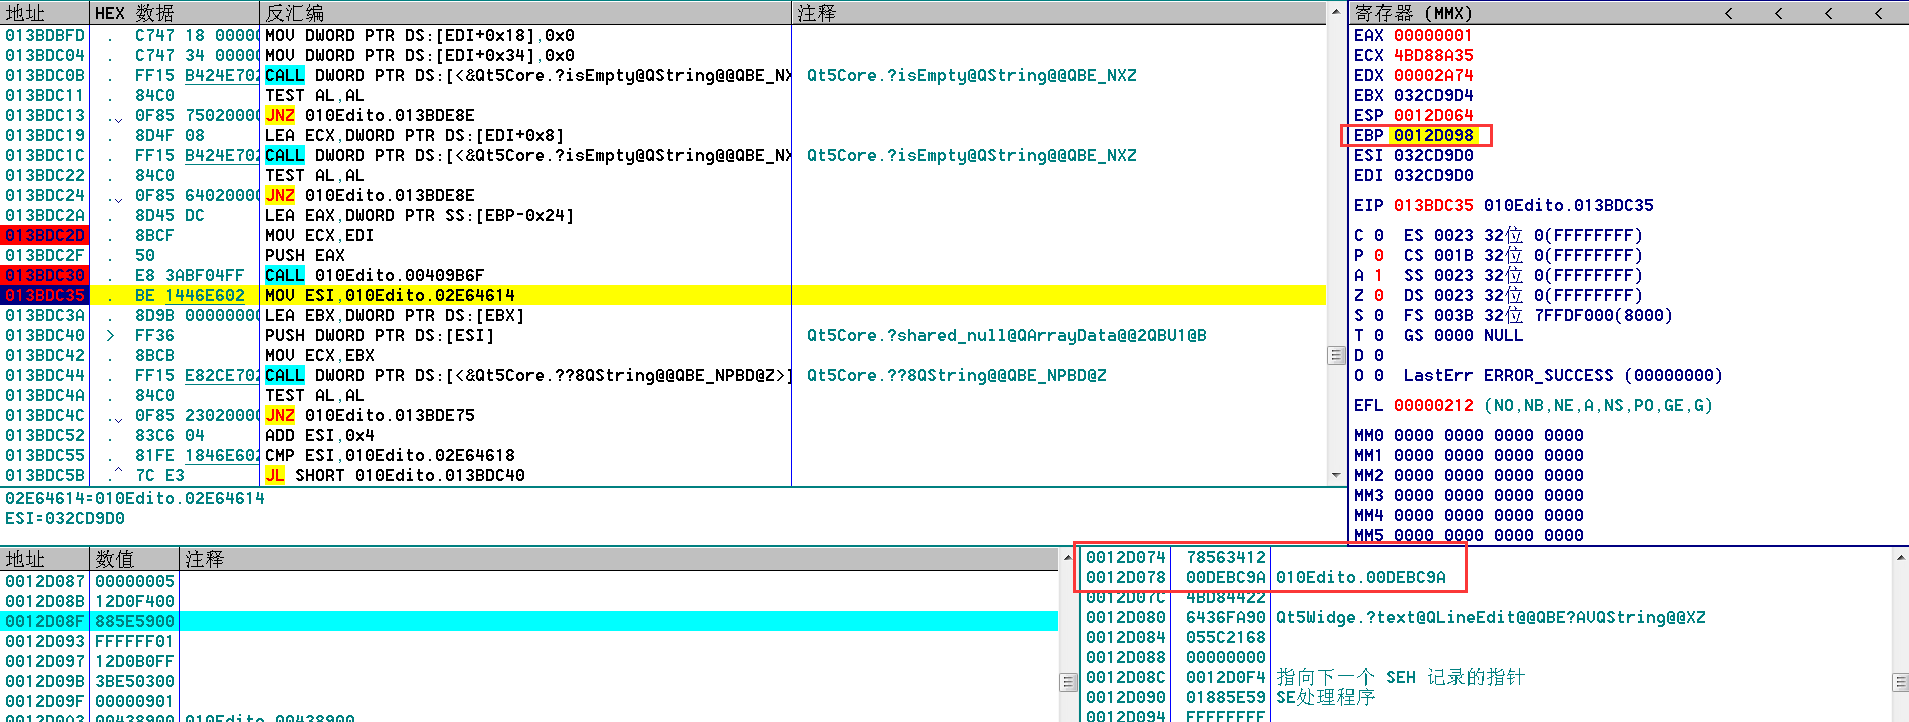 地址 HEX 数据 反汇编 注释
013BDBFD . C747 18 00000 MOV DWORD PTR DS:[EDI+0x18],0x0
013BDC04 . C747 34 00000 MOV DWORD PTR DS:[EDI+0x34],0x0
013BDC0B . FF15 B424E702 CALL DWORD PTR DS:[<&Qt5Core.?isEmpty@QString@@QBE_NX Qt5Core.?isEmpty@QString@@QBE_NXZ
013BDC11 . 84C0 TEST AL,AL
013BDC13 . 0F85 75020000 JNZ 010Edito.013BDE8E
013BDC19 . 8D4F 08 LEA ECX,DWORD PTR DS:[EDI+0x8]
013BDC1C . FF15 B424E702 CALL DWORD PTR DS:[<&Qt5Core.?isEmpty@QString@@QBE_NX Qt5Core.?isEmpty@QString@@QBE_NXZ
013BDC22 . 84C0 TEST AL,AL
013BDC24 . 0F85 64020000 JNZ 010Edito.013BDE8E
013BDC2A . 8D45 DC LEA EAX,DWORD PTR SS:[EBP-0x24]
013BDC2D . 8BCF MOV ECX,EDI
013BDC2F . 50 PUSH EAX
013BDC30 . E8 3ABF04FF CALL 010Edito.00409B6F
013BDC35 . BE 1446E602 MOV ESI,010Edito.02E64614
013BDC3A . 8D9B 00000000 LEA EBX,DWORD PTR DS:[EBX]
013BDC40 > FF36 PUSH DWORD PTR DS:[ESI] Qt5Core.?shared_null@QArrayData@@2QBU1@B
013BDC42 . 8BCB MOV ECX,EBX
013BDC44 . FF15 E82CE702 CALL DWORD PTR DS:[<&Qt5Core.??8QString@@QBE_NPBD@Z>] Qt5Core.??8QString@@QBE_NPBD@Z
013BDC4A . 84C0 TEST AL,AL
013BDC4C . 0F85 23020000 JNZ 010Edito.013BDE75
013BDC52 . 83C6 04 ADD ESI,0x4
013BDC55 . 81FE 1846E602 CMP ESI,010Edito.02E64618
013BDC5B ^ 7C E3 JL SHORT 010Edito.013BDC40
02E64614=010Edito.02E64614
ESI=032CD9D0
寄存器 (MMX) < < < <
EAX 00000001
ECX 4BD88A35
EDX 00002A74
EBX 032CD9D4
ESP 0012D064
EBP 0012D098
ESI 032CD9D0
EDI 032CD9D0
EIP 013BDC35 010Edito.013BDC35
C 0 ES 0023 32位 0(FFFFFFFF)
P 0 CS 001B 32位 0(FFFFFFFF)
A 1 SS 0023 32位 0(FFFFFFFF)
Z 0 DS 0023 32位 0(FFFFFFFF)
S 0 FS 003B 32位 7FFDF000(8000)
T 0 GS 0000 NULL
D 0
O 0 LastErr ERROR_SUCCESS (00000000)
EFL 00000212 (NO,NB,NE,A,NS,PO,GE,G)
MM0 0000 0000 0000 0000
MM1 0000 0000 0000 0000
MM2 0000 0000 0000 0000
MM3 0000 0000 0000 0000
MM4 0000 0000 0000 0000
MM5 0000 0000 0000 0000
地址 数值 注释
0012D087 00000005
0012D08B 12D0F400
0012D08F 885E5900
0012D093 FFFFFF01
0012D097 12D0B0FF
0012D09B 3BE50300
0012D09F 00000901
0012D0A3 00438900 010Edito.00438900
0012D074 78563412
0012D078 00DEBC9A 010Edito.00DEBC9A
0012D07C 4BD84422
0012D080 6436FA90 Qt5Widge.?text@QLineEdit@@QBE?AVQString@@XZ
0012D084 055C2168
0012D088 00000000
0012D08C 0012D0F4 指向下一个 SEH 记录的指针
0012D090 01885E59 SE处理程序
0012D094 FFFFFFFF